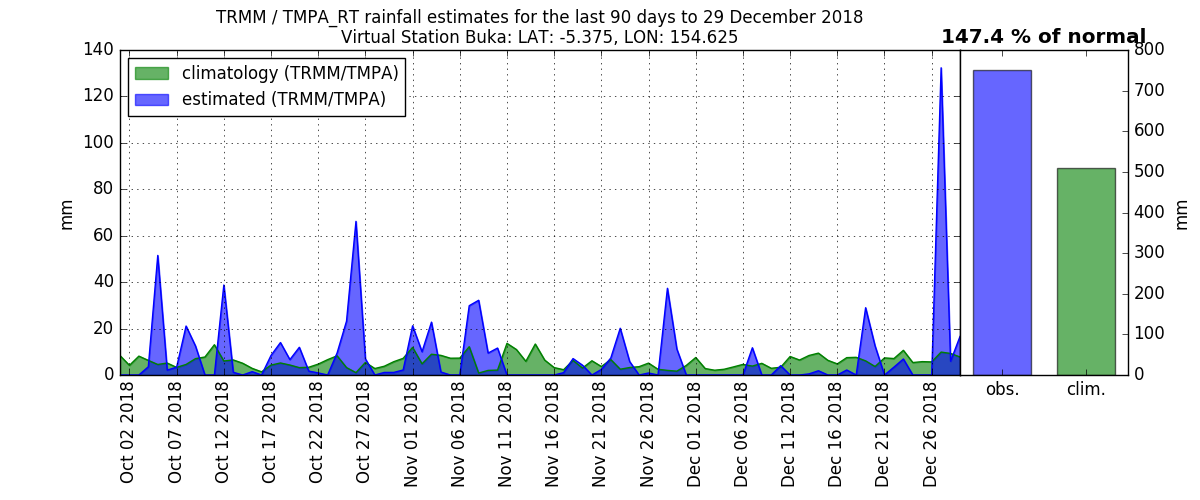 TRMM / TMPA_RT rainfall estimates for the last 90 days to 29 December 2018
Virtual Station Buka: LAT: -5.375, LON: 154.625
147.4 % of normal
climatology (TRMM/TMPA)
estimated (TRMM/TMPA)
140
120
100
80
60
40
20
0
mm
Oct 02 2018
Oct 07 2018
Oct 12 2018
Oct 17 2018
Oct 22 2018
Oct 27 2018
Nov 01 2018
Nov 06 2018
Nov 11 2018
Nov 16 2018
Nov 21 2018
Nov 26 2018
Dec 01 2018
Dec 06 2018
Dec 11 2018
Dec 16 2018
Dec 21 2018
Dec 26 2018
obs.
clim.
800
700
600
500
400
300
200
100
0
mm